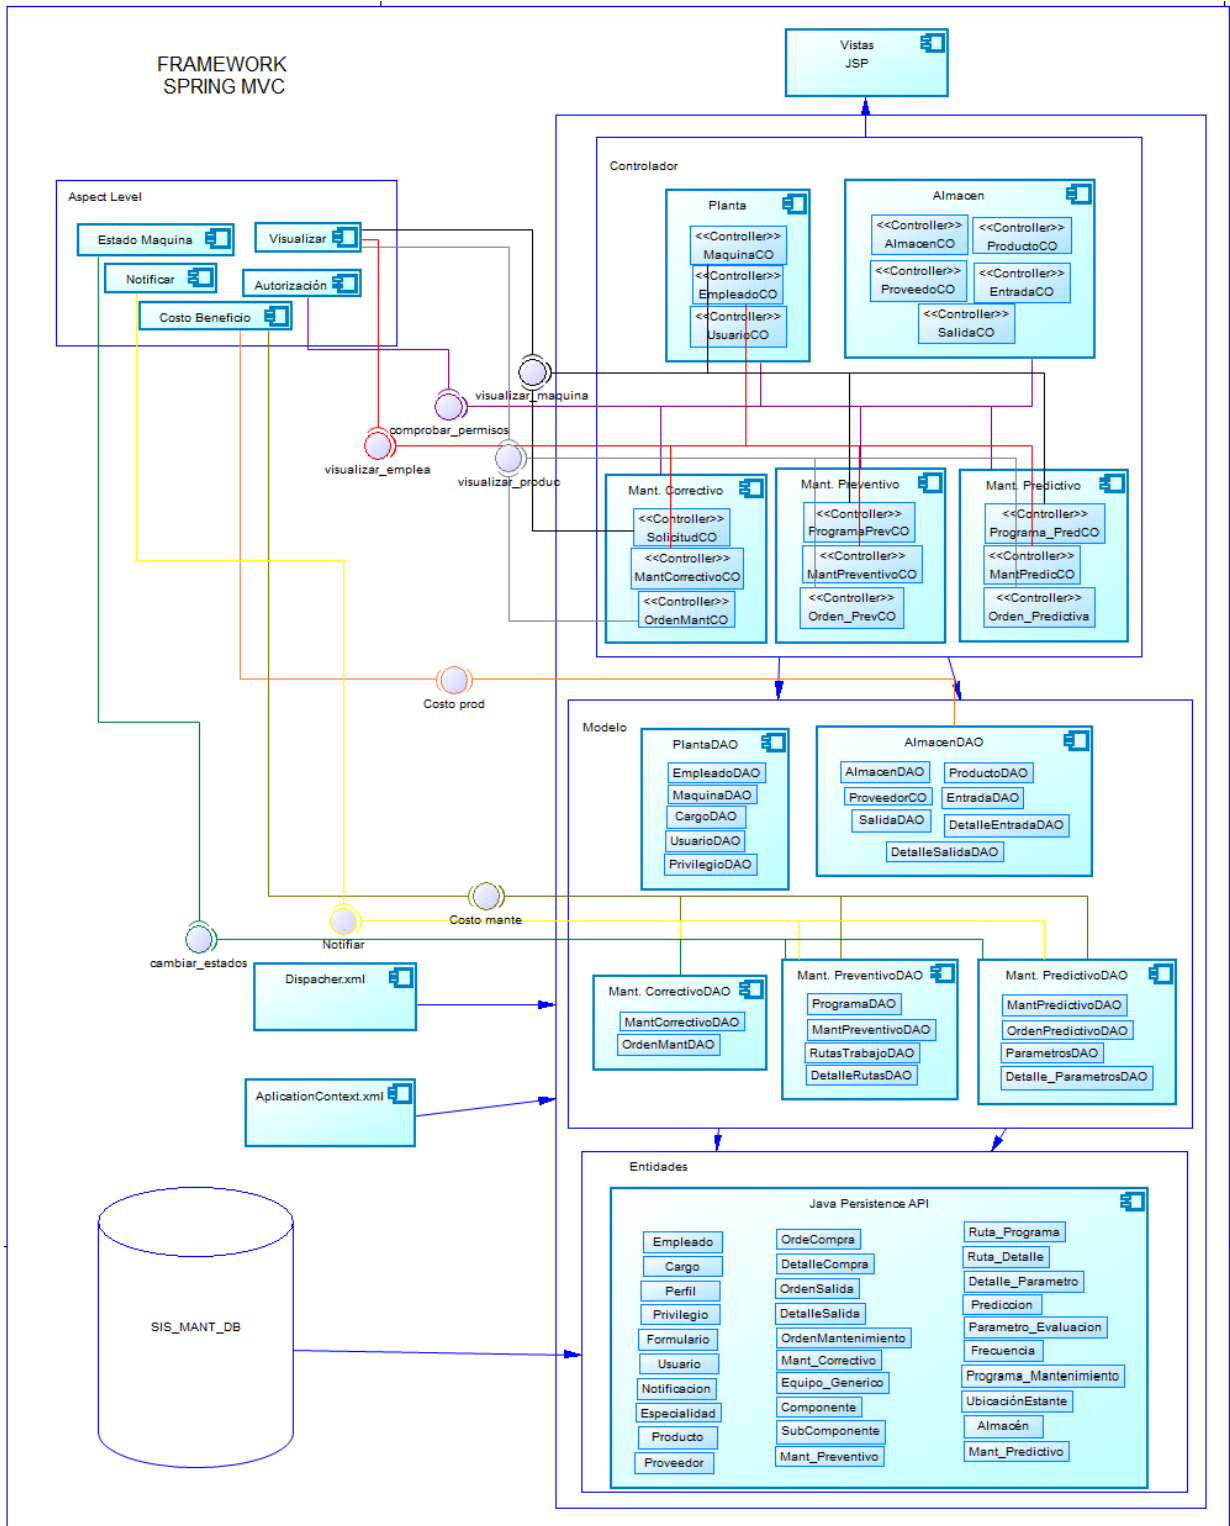 FRAMEWORK
SPRING MVC
Vistas
JSP
Aspect Level
Estado Maquina
Visualizar
Notificar
Autorización
Costo Beneficio
Controlador
Planta
<<Controller>>
MaquinaCO
<<Controller>>
EmpleadoCO
<<Controller>>
UsuarioCO
Almacen
<<Controller>>
AlmacenCO
<<Controller>>
ProductoCO
<<Controller>>
ProveedoCO
<<Controller>>
EntradaCO
<<Controller>>
SalidaCO
visualizar_maquina
comprobar_permisos
visualizar_emplea
visualizar_produc
Mant. Correctivo
<<Controller>>
SolicitudCO
<<Controller>>
MantCorrectivoCO
<<Controller>>
OrdenMantCO
Mant. Preventivo
<<Controller>>
ProgramaPrevCO
<<Controller>>
MantPreventivoCO
<<Controller>>
Orden_PrevCO
Mant. Predictivo
<<Controller>>
Programa_PredCO
<<Controller>>
MantPredicCO
<<Controller>>
Orden_Predictiva
Costo prod
Modelo
PlantaDAO
EmpleadoDAO
MaquinaDAO
CargoDAO
UsuarioDAO
PrivilegioDAO
AlmacenDAO
AlmacenDAO
ProductoDAO
ProveedorCO
EntradaDAO
SalidaDAO
DetalleEntradaDAO
DetalleSalidaDAO
Costo mante
Notifiar
cambiar_estados
Mant. CorrectivoDAO
MantCorrectivoDAO
OrdenMantDAO
Mant. PreventivoDAO
ProgramaDAO
MantPreventivoDAO
RutasTrabajoDAO
DetalleRutasDAO
Mant. PredictivoDAO
MantPredictivoDAO
OrdenPredictivoDAO
ParametrosDAO
Detalle_ParametrosDAO
Dispacher.xml
AplicationContext.xml
SIS_MANT_DB
Entidades
Java Persistence API
Empleado
Cargo
Perfil
Privilegio
Formulario
Usuario
Notificacion
Especialidad
Producto
Proveedor
OrdeCompra
DetalleCompra
OrdenSalida
DetalleSalida
OrdenMantenimiento
Mant_Correctivo
Equipo_Generico
Componente
SubComponente
Mant_Preventivo
Ruta_Programa
Ruta_Detalle
Detalle_Parametro
Prediccion
Parametro_Evaluacion
Frecuencia
Programa_Mantenimiento
UbicaciónEstante
Almacén
Mant_Predictivo